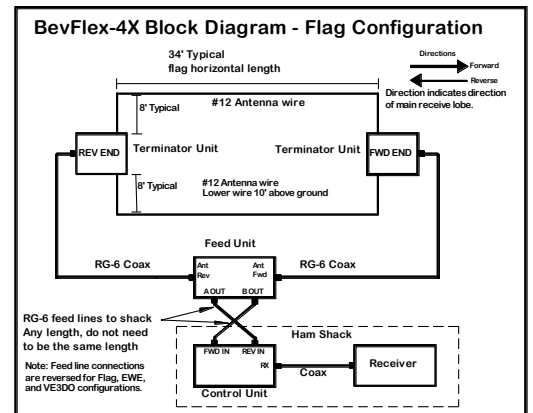 BevFlex-4X Block Diagram - Flag Configuration
34' Typical
flag horizontal length
Directions
Forward
Reverse
Direction indicates direction
of main receive lobe.
8' Typical
#12 Antenna wire
REV END
Terminator Unit
Terminator Unit
FWD END
8' Typical
#12 Antenna wire
Lower wire 10' above ground
Feed Unit
RG-6 Coax
Ant
Rev
Ant
Fwd
RG-6 Coax
A OUT
B OUT
RG-6 feed lines to shack
Any length, do not need
to be the same length
Ham Shack
FWD IN
REV IN
RX
Receiver
Coax
Control Unit
Note: Feed line connections
are reversed for Flag, EWE,
and VE3DO configurations.